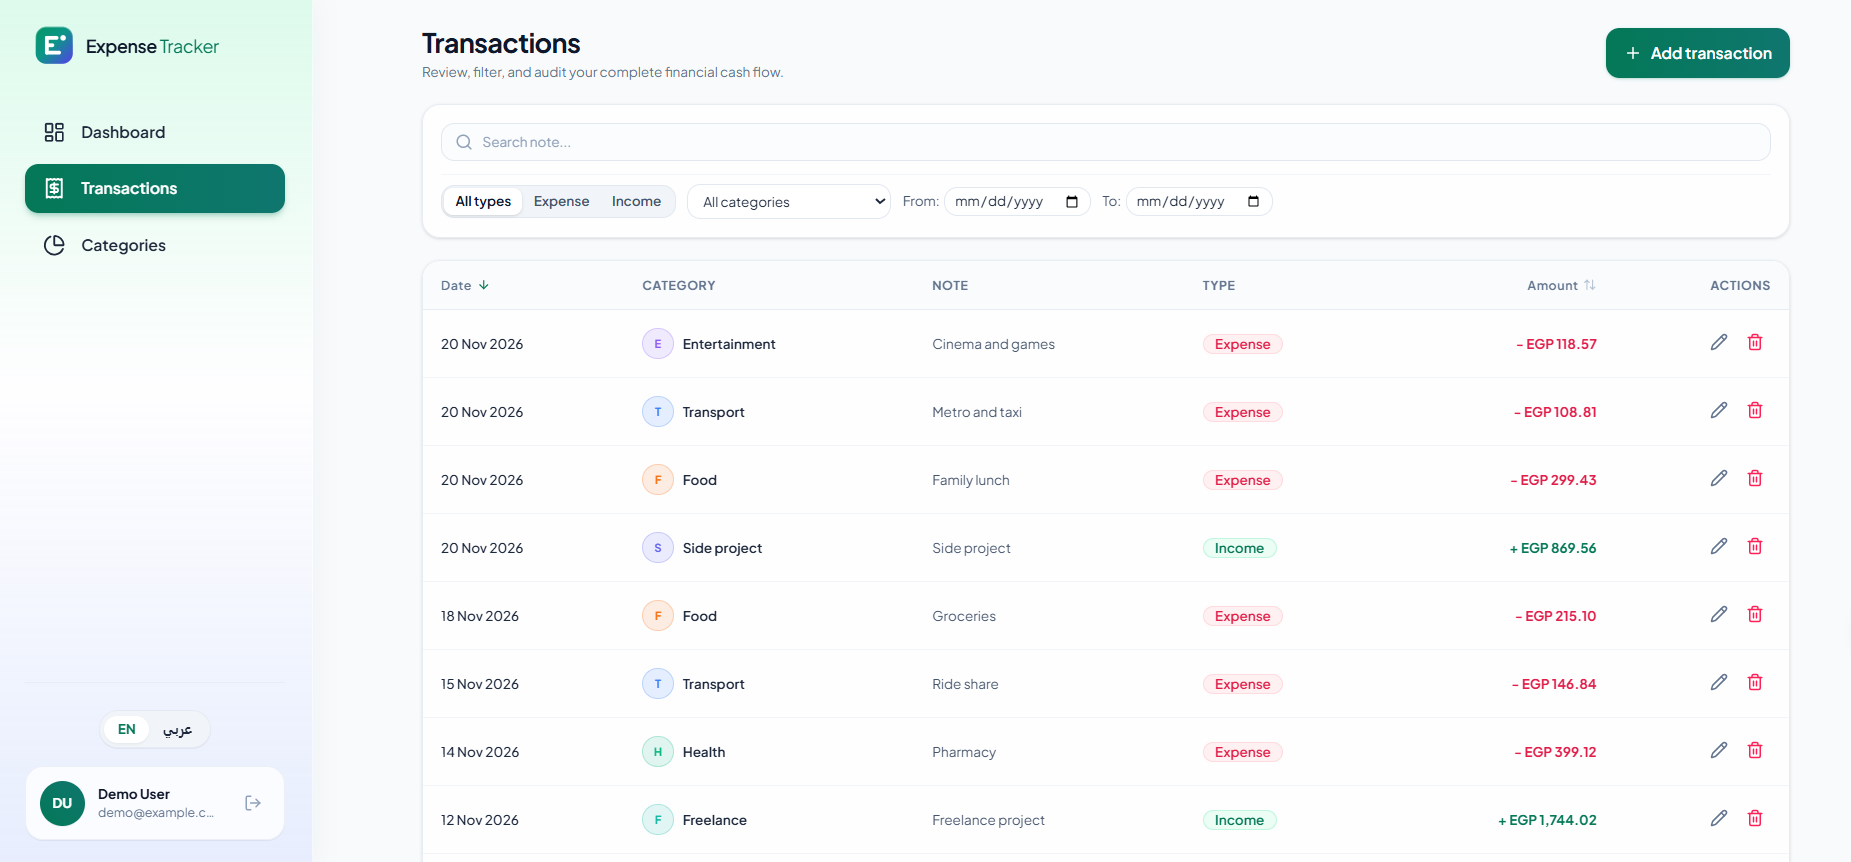 Expense Tracker
Dashboard
Transactions
Categories
EN عربي
DU
Demo User
demo@example.c...
Transactions
Review, filter, and audit your complete financial cash flow.
+ Add transaction
Search note...
All types Expense Income All categories From: mm/dd/yyyy To: mm/dd/yyyy
Date ↓ CATEGORY NOTE TYPE Amount ↑↓ ACTIONS
20 Nov 2026 E Entertainment Cinema and games Expense − EGP 118.57
20 Nov 2026 T Transport Metro and taxi Expense − EGP 108.81
20 Nov 2026 F Food Family lunch Expense − EGP 299.43
20 Nov 2026 S Side project Side project Income + EGP 869.56
18 Nov 2026 F Food Groceries Expense − EGP 215.10
15 Nov 2026 T Transport Ride share Expense − EGP 146.84
14 Nov 2026 H Health Pharmacy Expense − EGP 399.12
12 Nov 2026 F Freelance Freelance project Income + EGP 1,744.02